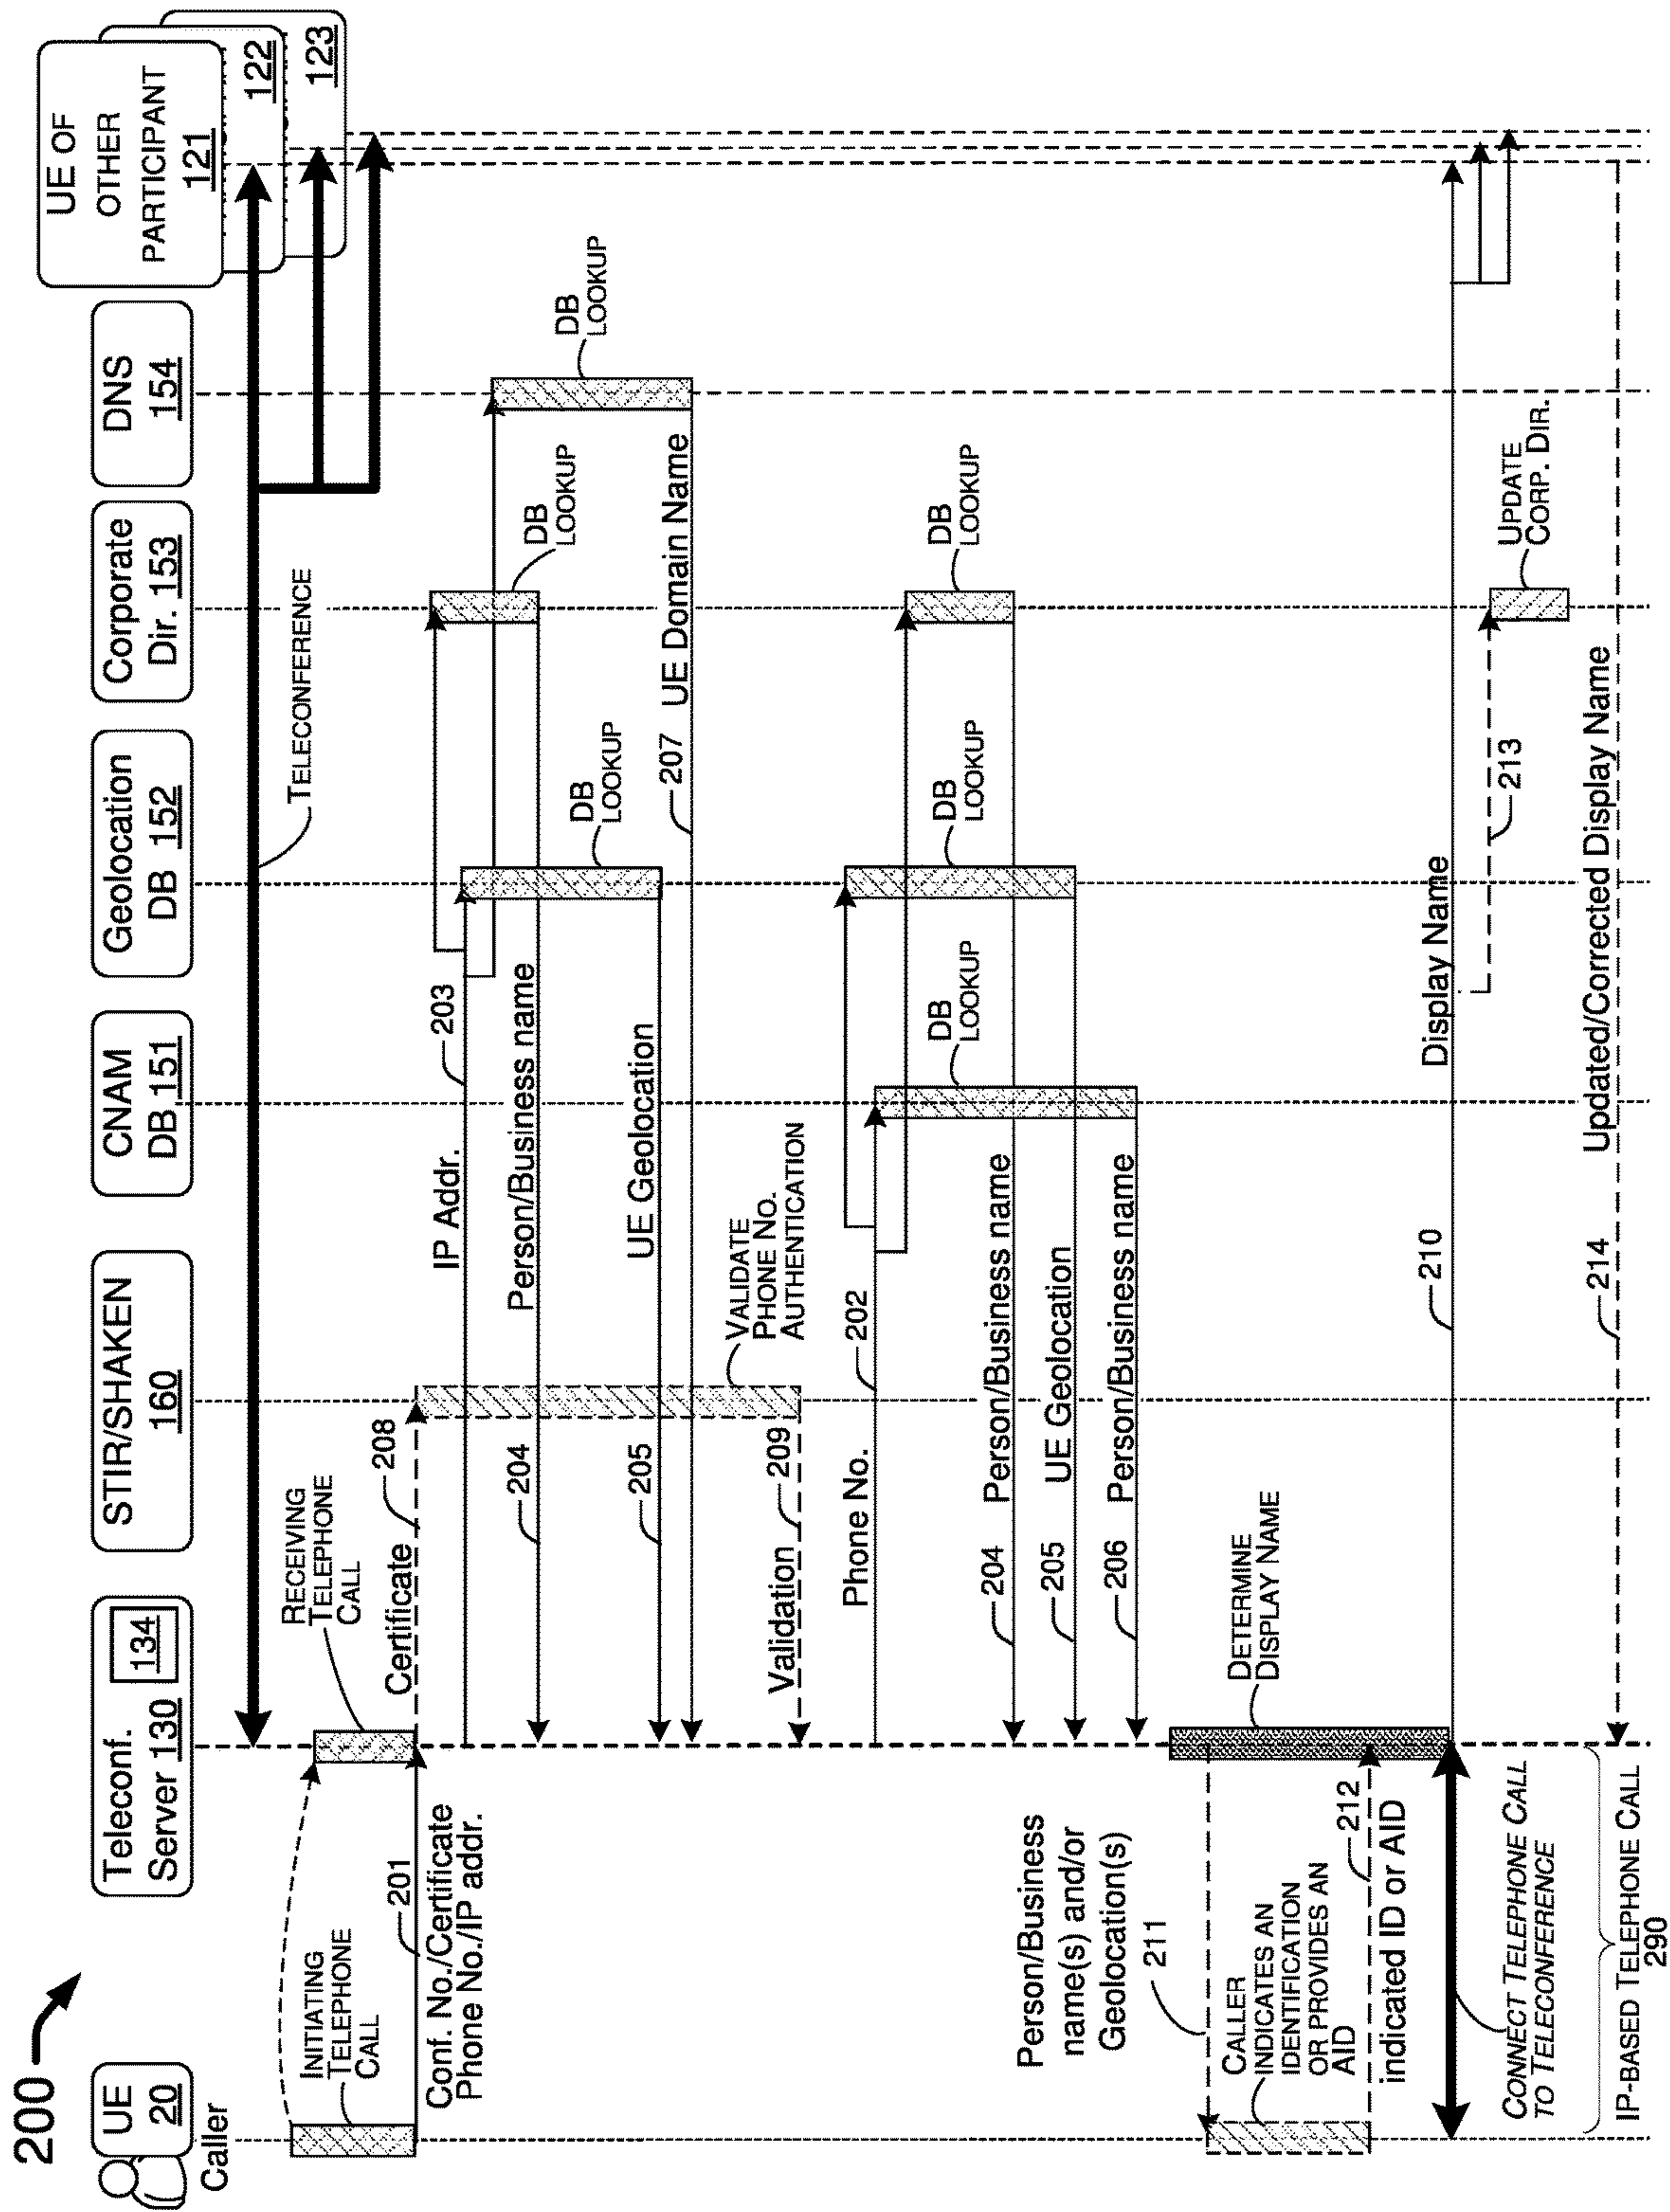 200
UE
20
Caller
Teleconf.
Server 130
134
STIR/SHAKEN
160
CNAM
DB 151
Geolocation
DB 152
Corporate
Dir. 153
DNS
154
UE OF
OTHER
PARTICIPANT
121
122
123
TELECONFERENCE
INITIATING
TELEPHONE
CALL
RECEIVING
TELEPHONE
CALL
201
Conf. No./Certificate
Phone No./IP addr.
Certificate
208
IP Addr.
203
DB
LOOKUP
DB
LOOKUP
DB
LOOKUP
204
Person/Business name
205
UE Geolocation
207
UE Domain Name
Validation
209
VALIDATE
PHONE NO.
AUTHENTICATION
Phone No.
202
DB
LOOKUP
DB
LOOKUP
DB
LOOKUP
204
Person/Business name
205
UE Geolocation
206
Person/Business name
Person/Business
name(s) and/or
Geolocation(s)
211
DETERMINE
DISPLAY NAME
CALLER
INDICATES AN
IDENTIFICATION
OR PROVIDES AN
AID
212
indicated ID or AID
210
Display Name
213
UPDATE
CORP. DIR.
CONNECT TELEPHONE CALL
TO TELECONFERENCE
214
Updated/Corrected Display Name
IP-BASED TELEPHONE CALL
290